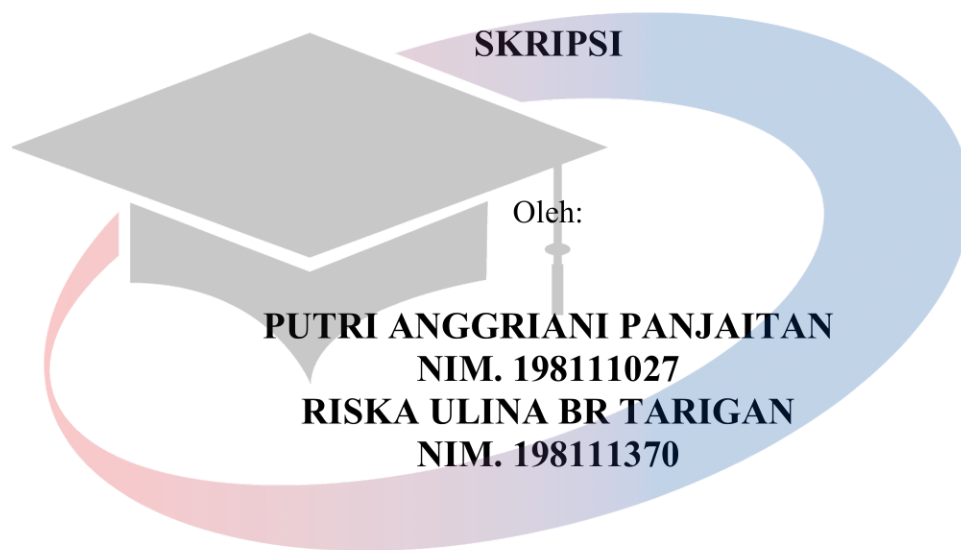 SKRIPSI
Oleh:
PUTRI ANGGRIANI PANJAITAN
NIM. 198111027
RISKA ULINA BR TARIGAN
NIM. 198111370